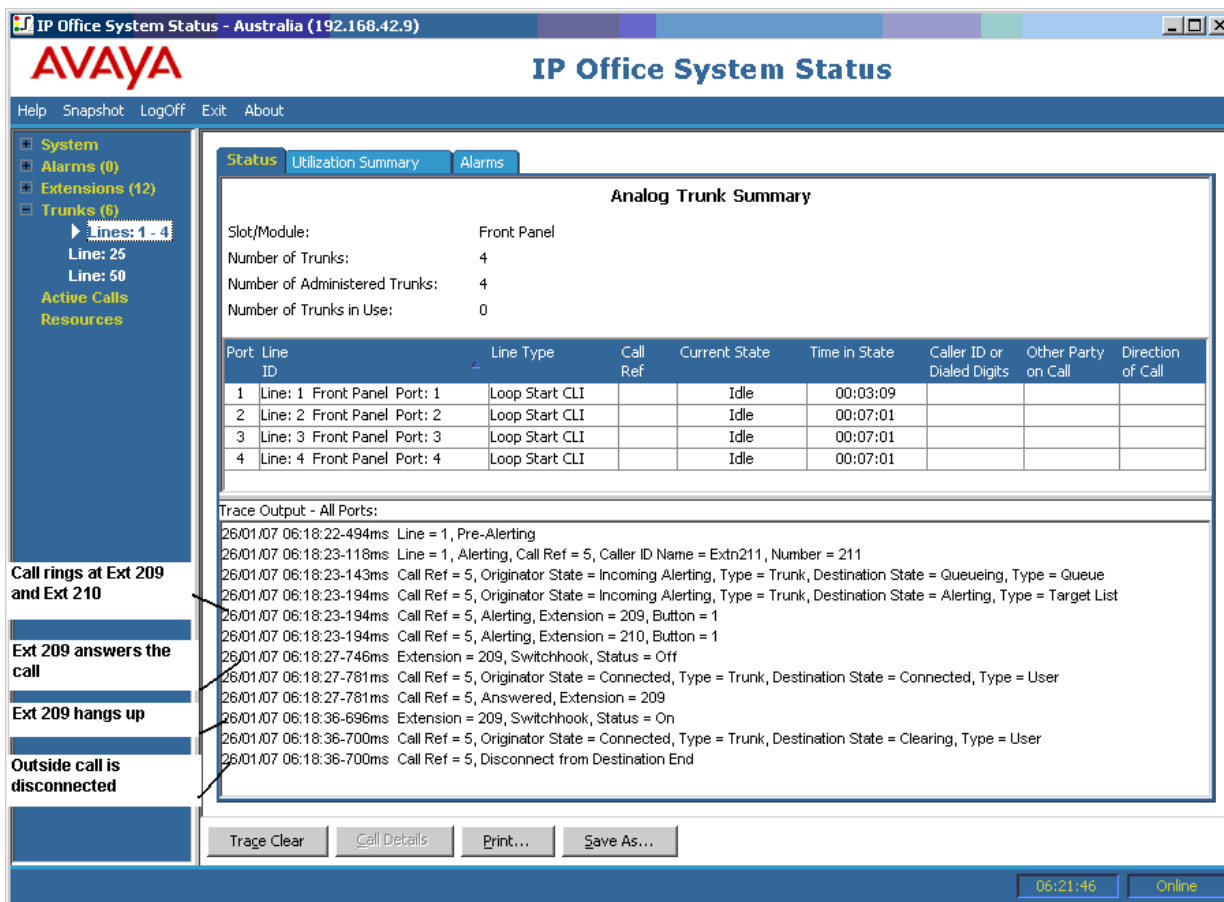 IP Office System Status - Australia (192.168.42.9)
AVAYA
IP Office System Status
Help Snapshot LogOff Exit About
System
Alarms (0)
Extensions (12)
Trunks (6)
Lines: 1 - 4
Line: 25
Line: 50
Active Calls
Resources
Status Utilization Summary Alarms
Analog Trunk Summary
Slot/Module: Front Panel
Number of Trunks: 4
Number of Administered Trunks: 4
Number of Trunks in Use: 0
Port Line ID Line Type Call Ref Current State Time in State Caller ID or Dialed Digits Other Party on Call Direction of Call
1 Line: 1 Front Panel Port: 1 Loop Start CLI Idle 00:03:09
2 Line: 2 Front Panel Port: 2 Loop Start CLI Idle 00:07:01
3 Line: 3 Front Panel Port: 3 Loop Start CLI Idle 00:07:01
4 Line: 4 Front Panel Port: 4 Loop Start CLI Idle 00:07:01
Trace Output - All Ports:
26/01/07 06:18:22-494ms Line = 1, Pre-Alerting
26/01/07 06:18:23-118ms Line = 1, Alerting, Call Ref = 5, Caller ID Name = Extn211, Number = 211
26/01/07 06:18:23-143ms Call Ref = 5, Originator State = Incoming Alerting, Type = Trunk, Destination State = Queueing, Type = Queue
26/01/07 06:18:23-194ms Call Ref = 5, Originator State = Incoming Alerting, Type = Trunk, Destination State = Alerting, Type = Target List
26/01/07 06:18:23-194ms Call Ref = 5, Alerting, Extension = 209, Button = 1
26/01/07 06:18:23-194ms Call Ref = 5, Alerting, Extension = 210, Button = 1
26/01/07 06:18:27-746ms Extension = 209, Switchhook, Status = Off
26/01/07 06:18:27-781ms Call Ref = 5, Originator State = Connected, Type = Trunk, Destination State = Connected, Type = User
26/01/07 06:18:27-781ms Call Ref = 5, Answered, Extension = 209
26/01/07 06:18:36-696ms Extension = 209, Switchhook, Status = On
26/01/07 06:18:36-700ms Call Ref = 5, Originator State = Connected, Type = Trunk, Destination State = Clearing, Type = User
26/01/07 06:18:36-700ms Call Ref = 5, Disconnect from Destination End
Call rings at Ext 209
and Ext 210
Ext 209 answers the
call
Ext 209 hangs up
Outside call is
disconnected
Trace Clear Call Details Print... Save As...
06:21:46 Online